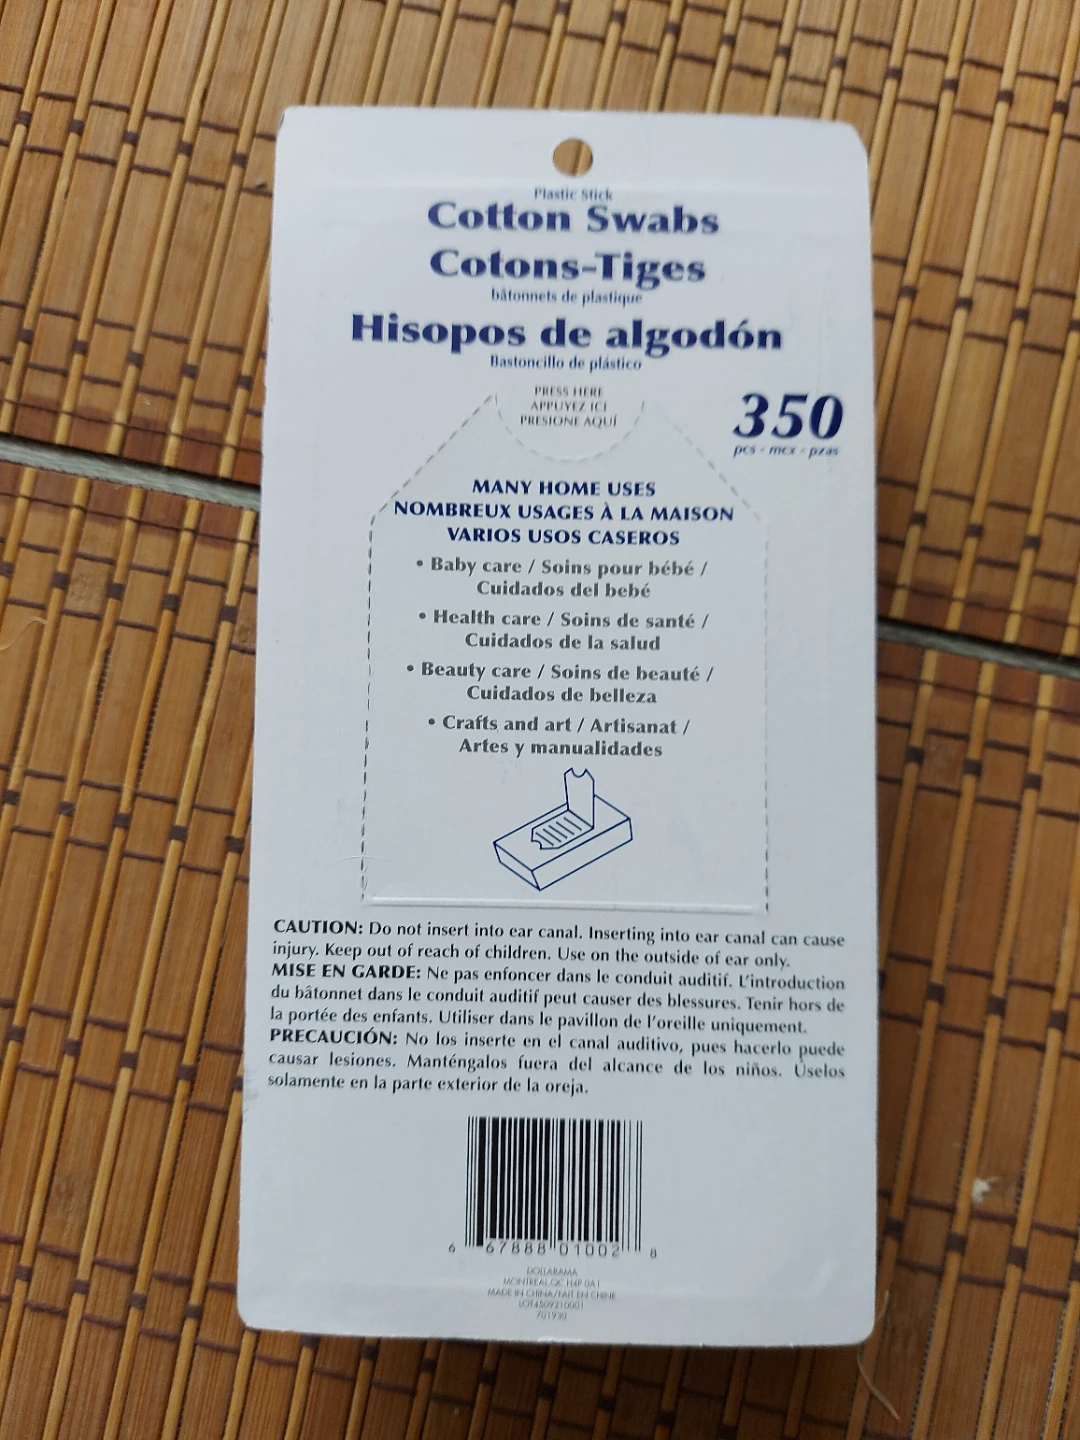 Plastic Stick
Cotton Swabs
Cotons-Tiges
bâtonnets de plastique
Hisopos de algodón
Bastoncillo de plástico
PRESS HERE
APPUYEZ ICI
PRESIONE AQUÍ
350
pcs - mcx - pzas
MANY HOME USES
NOMBREUX USAGES À LA MAISON
VARIOS USOS CASEROS
• Baby care / Soins pour bébé /
Cuidados del bebé
• Health care / Soins de santé /
Cuidados de la salud
• Beauty care / Soins de beauté /
Cuidados de belleza
• Crafts and art / Artisanat /
Artes y manualidades
CAUTION: Do not insert into ear canal. Inserting into ear canal can cause
injury. Keep out of reach of children. Use on the outside of ear only.
MISE EN GARDE: Ne pas enfoncer dans le conduit auditif. L'introduction
du bâtonnet dans le conduit auditif peut causer des blessures. Tenir hors de
la portée des enfants. Utiliser dans le pavillon de l'oreille uniquement.
PRECAUCIÓN: No los inserte en el canal auditivo, pues hacerlo puede
causar lesiones. Manténgalos fuera del alcance de los niños. Úselos
solamente en la parte exterior de la oreja.
6 67888 01002 8
DOLLARAMA
MONTREAL,QC H4P 0A1
MADE IN CHINA/FAIT EN CHINE
LOT4509210001
701930